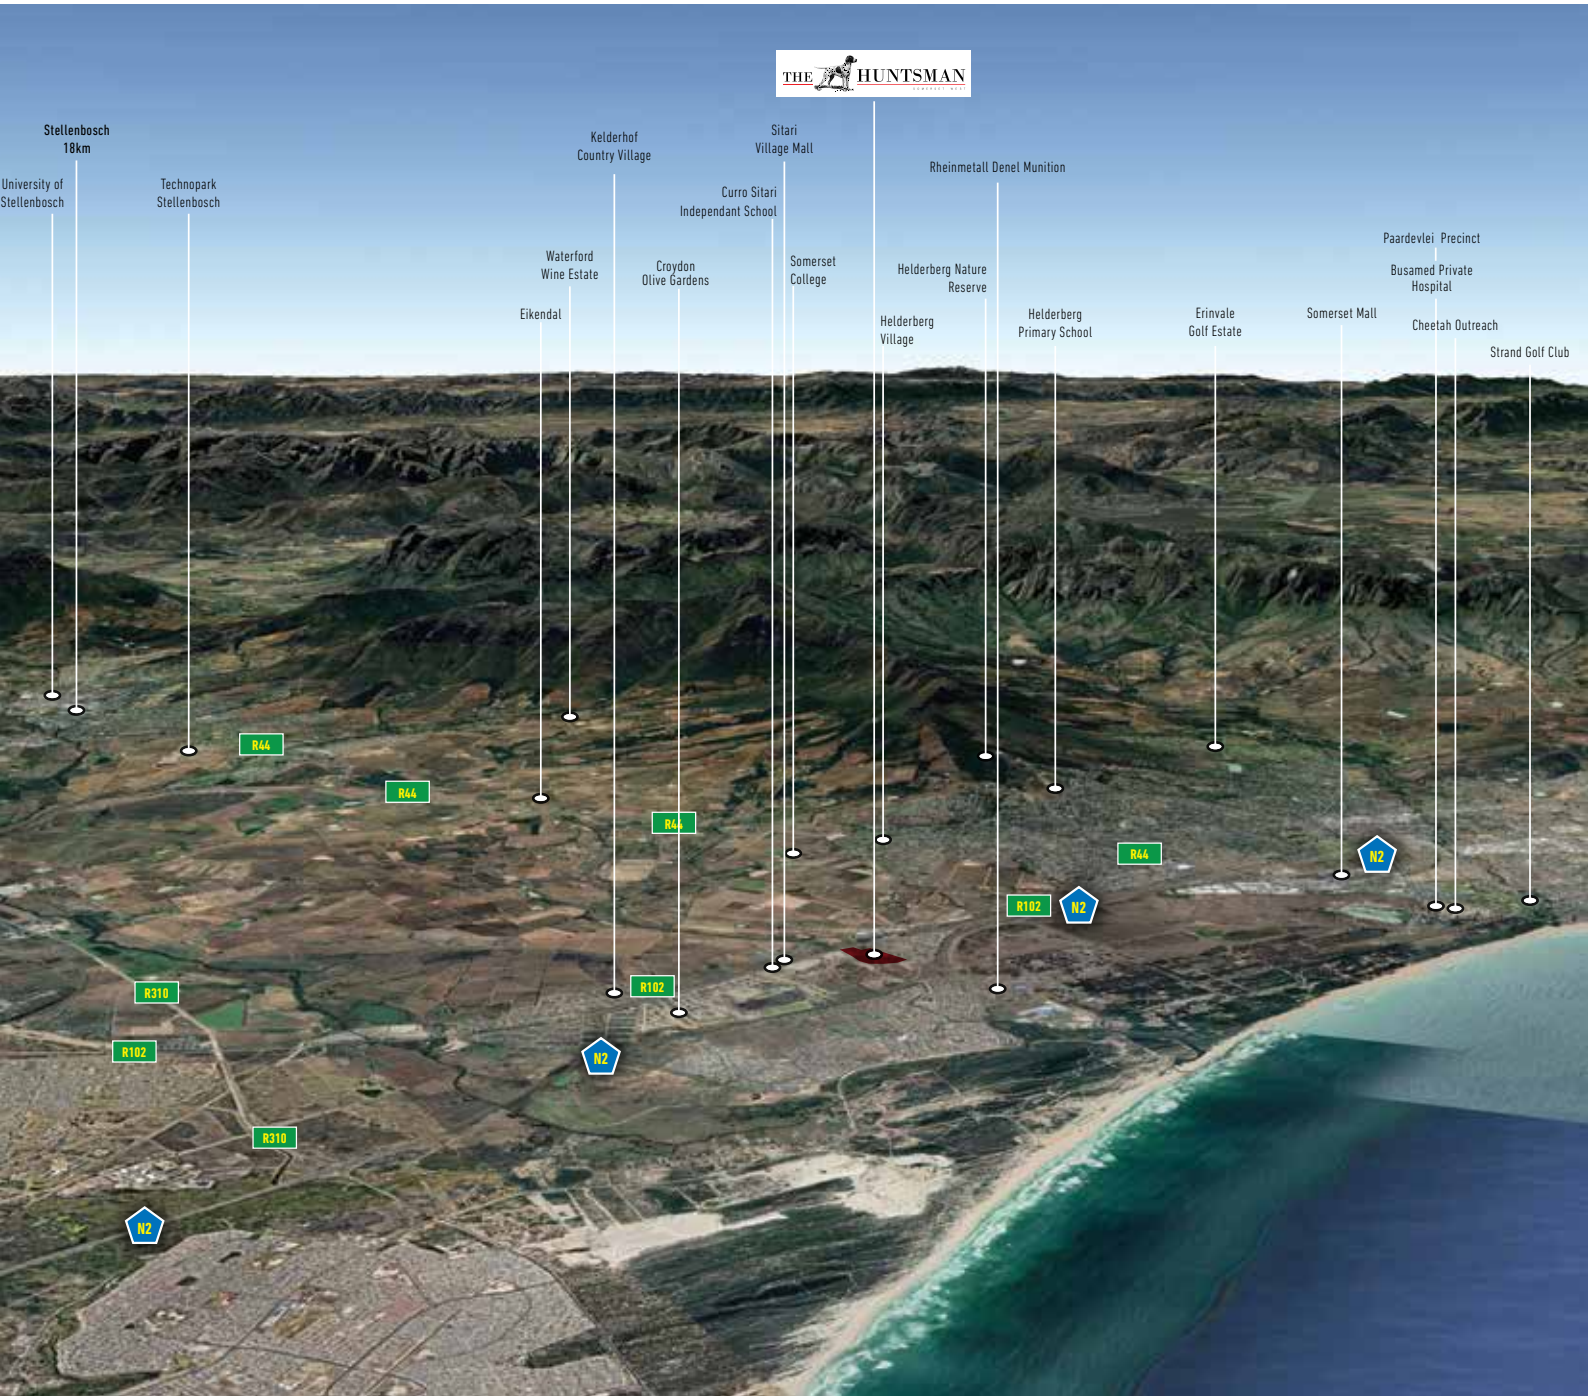 THE HUNTSMAN
SOMERSET WEST
Stellenbosch
18km
University of
Stellenbosch
Technopark
Stellenbosch
Kelderhof
Country Village
Sitari
Village Mall
Curro Sitari
Independant School
Rheinmetall Denel Munition
Waterford
Wine Estate
Croydon
Olive Gardens
Somerset
College
Helderberg Nature
Reserve
Eikendal
Helderberg
Village
Helderberg
Primary School
Erinvale
Golf Estate
Somerset Mall
Paardevlei Precinct
Busamed Private
Hospital
Cheetah Outreach
Strand Golf Club
R44
R44
R44
R44
N2
R102
N2
R310
R102
R102
N2
R310
N2